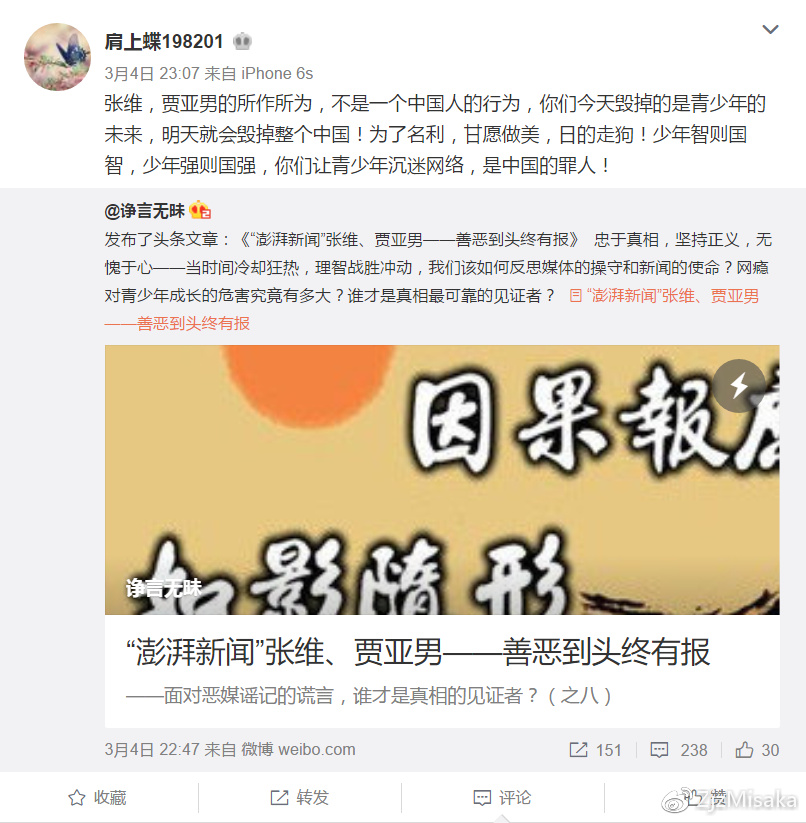 肩上蝶198201
3月4日 23:07 来自 iPhone 6s
张维，贾亚男的所作所为，不是一个中国人的行为，你们今天毁掉的是青少年的
未来，明天就会毁掉整个中国！为了名利，甘愿做美，日的走狗！少年智则国
智，少年强则国强，你们让青少年沉迷网络，是中国的罪人！
@诤言无昧
发布了头条文章：《“澎湃新闻”张维、贾亚男——善恶到头终有报》 忠于真相，坚持正义，无
愧于心——当时间冷却狂热，理智战胜冲动，我们该如何反思媒体的操守和新闻的使命？网瘾
对青少年成长的危害究竟有多大？谁才是真相最可靠的见证者？ “澎湃新闻”张维、贾亚男
——善恶到头终有报
因果報應
如影隨形
诤言无昧
“澎湃新闻”张维、贾亚男——善恶到头终有报
——面对恶媒谣记的谎言，谁才是真相的见证者？（之八）
3月4日 22:47 来自 微博 weibo.com 151 238 30
收藏 转发 评论 赞
ZjzMisaka